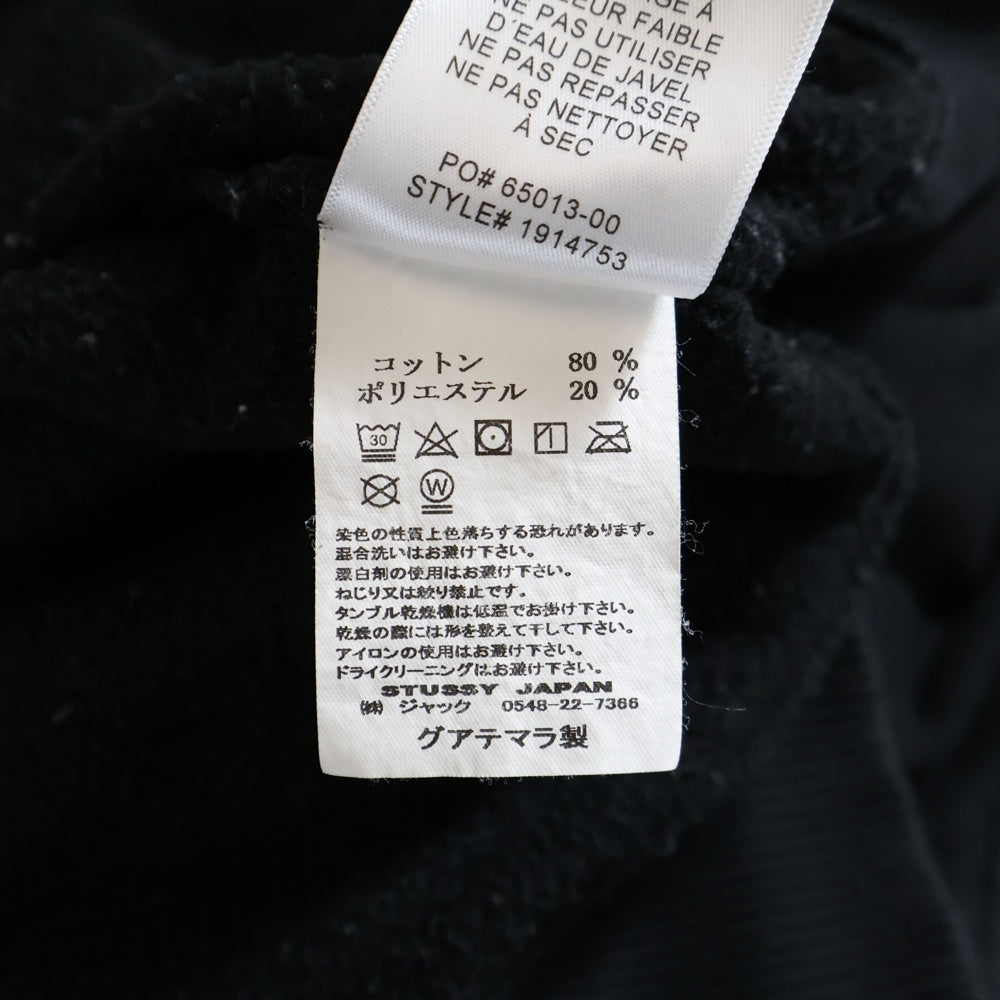 À
LEUR FAIBLE
NE PAS UTILISER
D'EAU DE JAVEL
NE PAS REPASSER
NE PAS NETTOYER
À SEC
PO# 65013-00
STYLE# 1914753
コットン 80 %
ポリエステル 20 %
30
W
染色の性質上色落ちする恐れがあります。
混合洗いはお避け下さい。
漂白剤の使用はお避け下さい。
ねじり又は絞り禁止です。
タンブル乾燥機は低温でお掛け下さい。
乾燥の際には形を整えて干して下さい。
アイロンの使用はお避け下さい。
ドライクリーニングはお避け下さい。
STUSSY JAPAN
㈱ ジャック 0548-22-7366
グアテマラ製